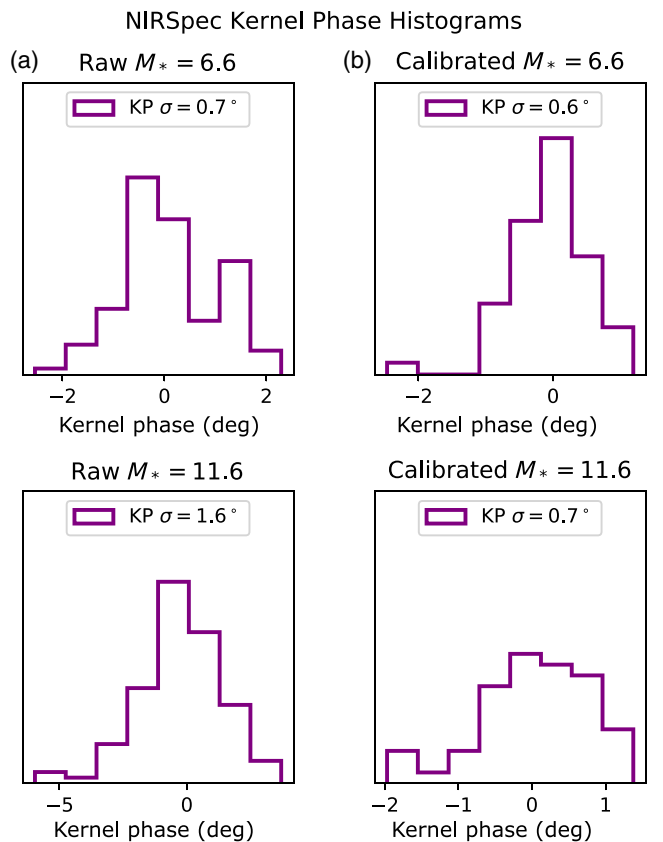 NIRSpec Kernel Phase Histograms
(a) Raw M* = 6.6
KP σ = 0.7°
−2 0 2
Kernel phase (deg)
(b) Calibrated M* = 6.6
KP σ = 0.6°
−2 0
Kernel phase (deg)
Raw M* = 11.6
KP σ = 1.6°
−5 0
Kernel phase (deg)
Calibrated M* = 11.6
KP σ = 0.7°
−2 −1 0 1
Kernel phase (deg)